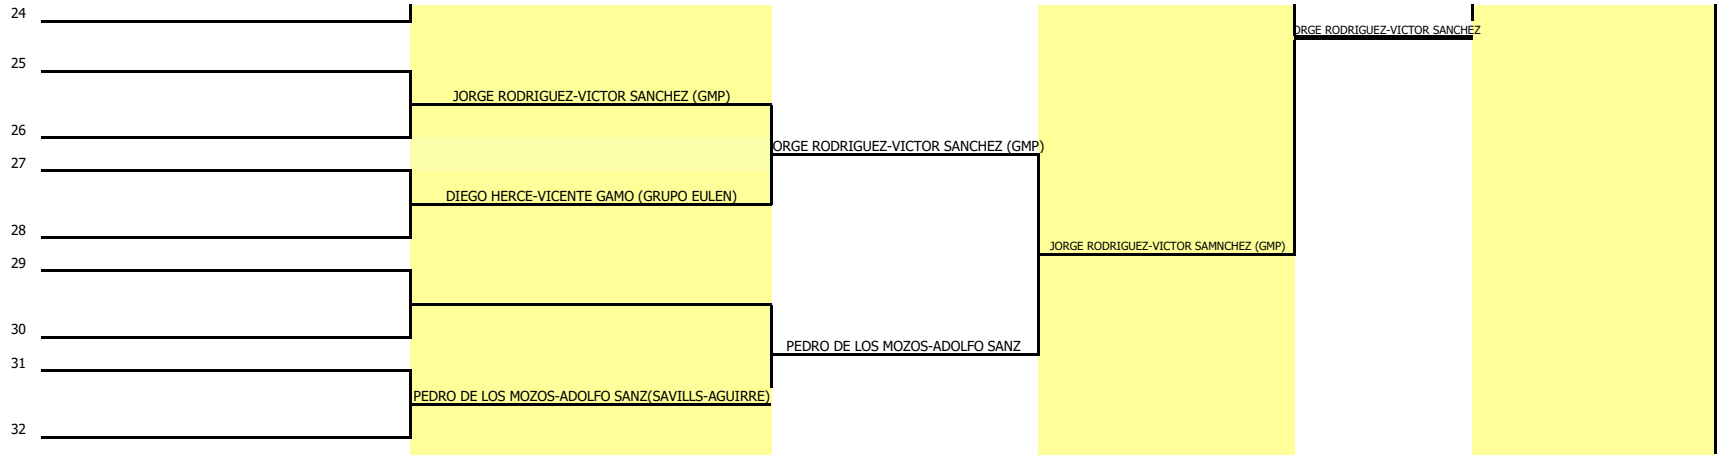 24
ORGE RODRIGUEZ-VICTOR SANCHEZ
25
JORGE RODRIGUEZ-VICTOR SANCHEZ (GMP)
26
ORGE RODRIGUEZ-VICTOR SANCHEZ (GMP)
27
DIEGO HERCE-VICENTE GAMO (GRUPO EULEN)
28
JORGE RODRIGUEZ-VICTOR SAMNCHEZ (GMP)
29
30
PEDRO DE LOS MOZOS-ADOLFO SANZ
31
PEDRO DE LOS MOZOS-ADOLFO SANZ(SAVILLS-AGUIRRE)
32